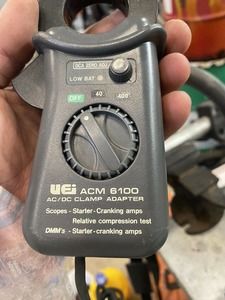 DCA ZERO ADJ
LOW BAT
OFF 40 400
UEi ACM 6100
AC/DC CLAMP ADAPTER
Scopes - Starter-Cranking amps
Relative compression test
DMM's - Starter-cranking amps